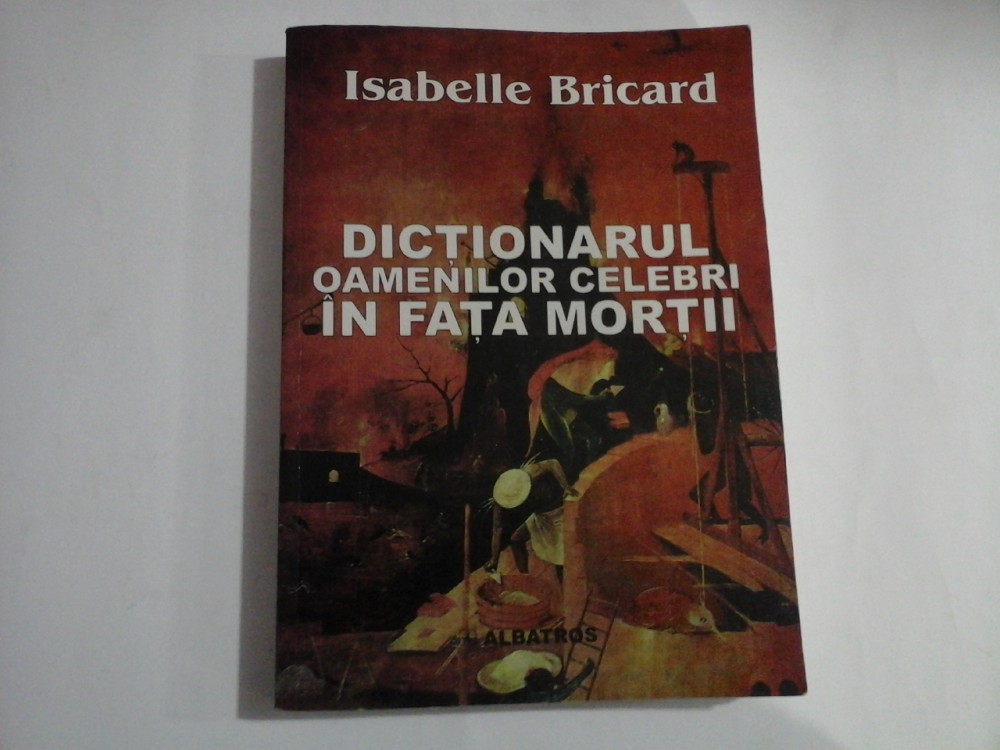 Isabelle Bricard
DICȚIONARUL
OAMENILOR CELEBRI
ÎN FAȚA MORȚII
ALBATROS